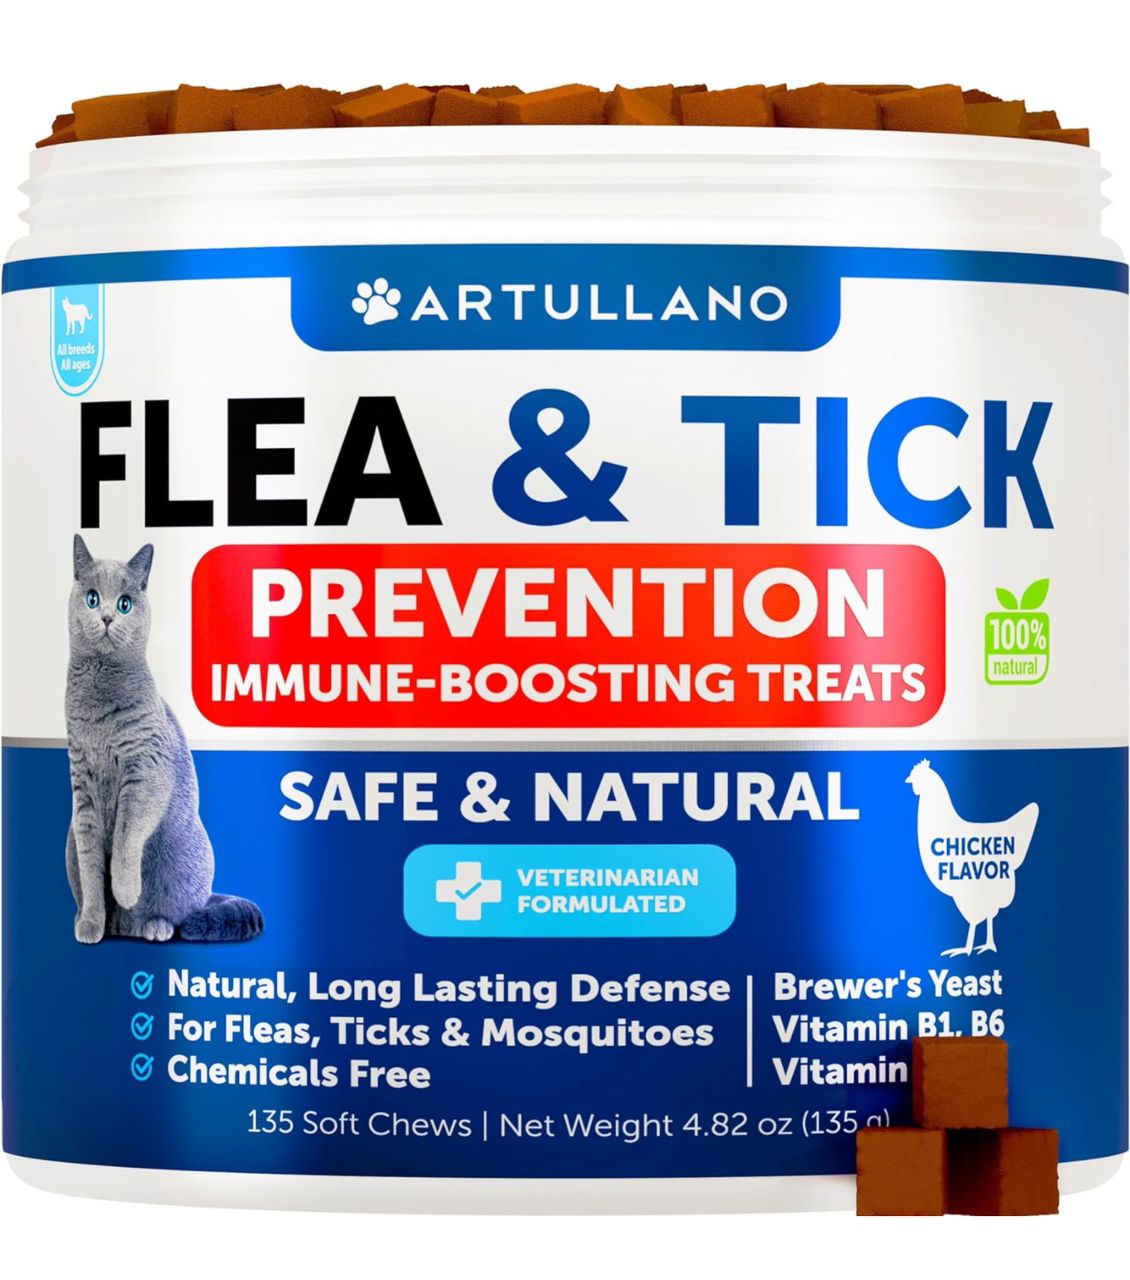 ARTULLANO
All breeds
All ages
FLEA & TICK
PREVENTION
IMMUNE-BOOSTING TREATS
100%
natural
SAFE & NATURAL
CHICKEN
FLAVOR
VETERINARIAN
FORMULATED
Natural, Long Lasting Defense
For Fleas, Ticks & Mosquitoes
Chemicals Free
Brewer's Yeast
Vitamin B1, B6
Vitamin
135 Soft Chews | Net Weight 4.82 oz (135 g)